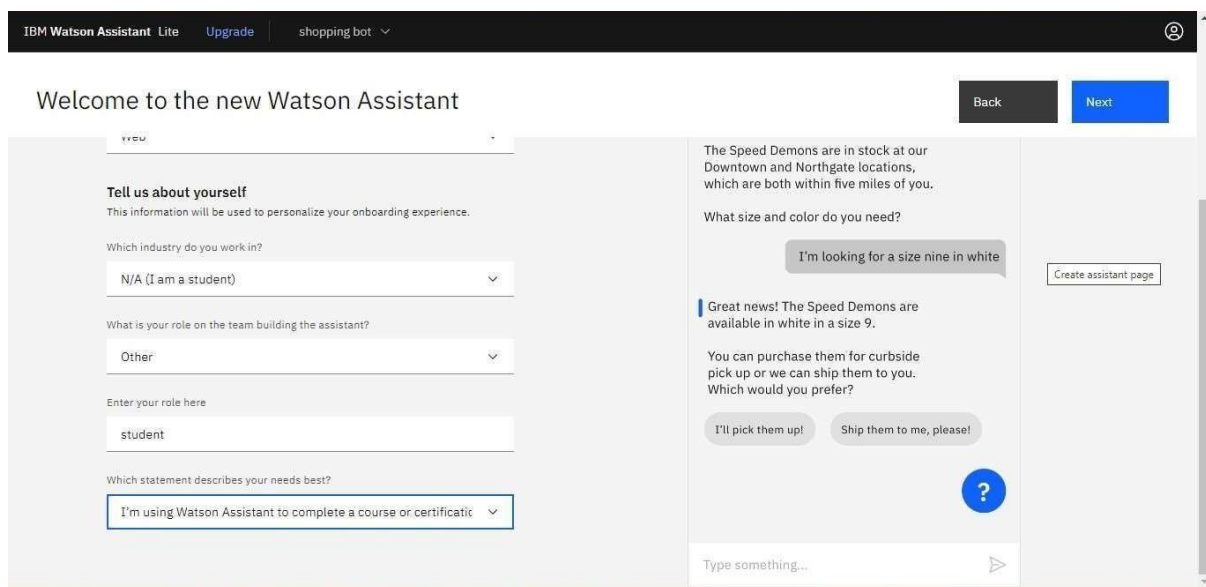 IBM Watson Assistant Lite Upgrade shopping bot
Welcome to the new Watson Assistant
Back
Next
Web
Tell us about yourself
This information will be used to personalize your onboarding experience.
Which industry do you work in?
N/A (I am a student)
What is your role on the team building the assistant?
Other
Enter your role here
student
Which statement describes your needs best?
I'm using Watson Assistant to complete a course or certificatic
The Speed Demons are in stock at our
Downtown and Northgate locations,
which are both within five miles of you.
What size and color do you need?
I'm looking for a size nine in white
Great news! The Speed Demons are
available in white in a size 9.
You can purchase them for curbside
pick up or we can ship them to you.
Which would you prefer?
I'll pick them up!
Ship them to me, please!
?
Type something...
Create assistant page